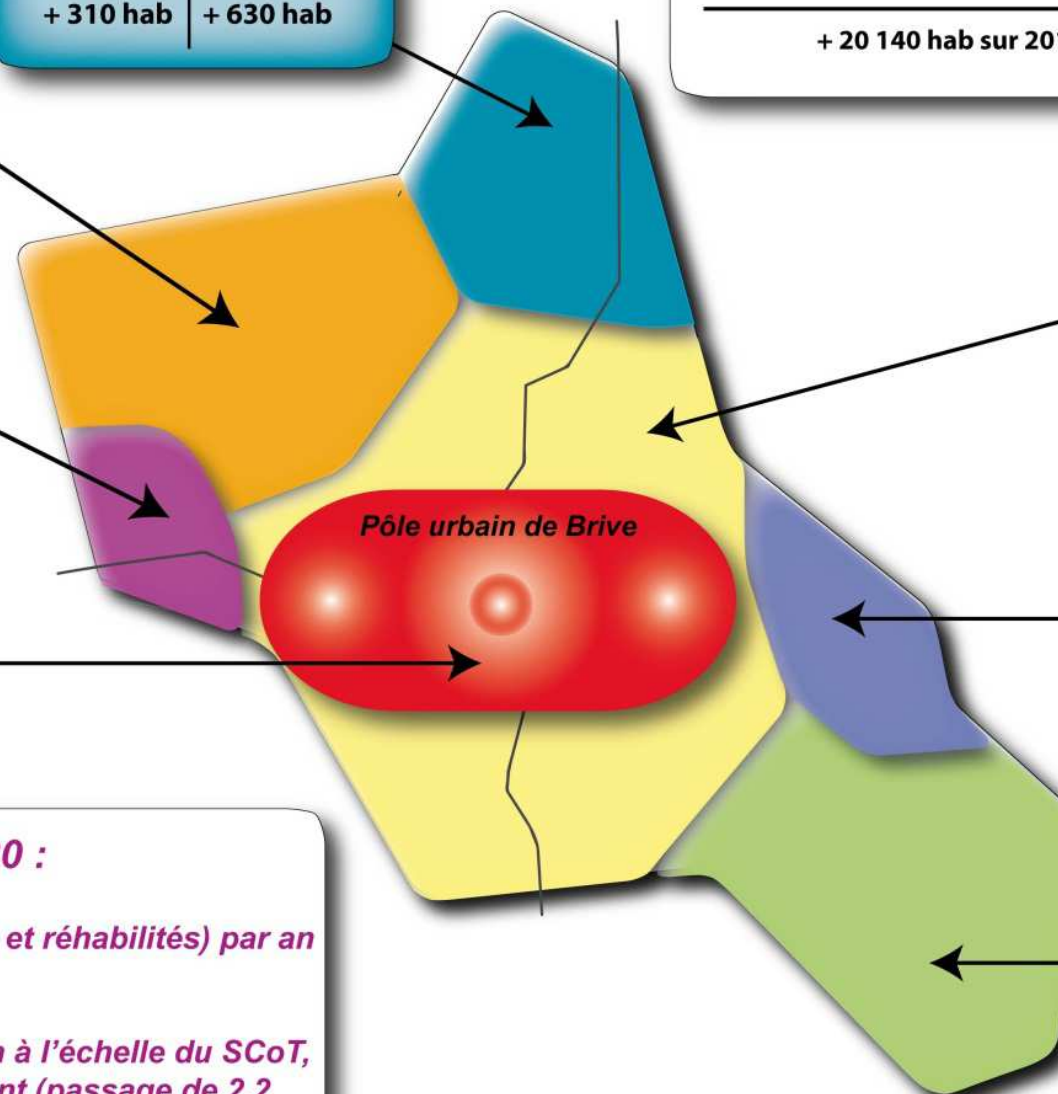 + 310 hab | + 630 hab
+ 20 140 hab sur 20
Pôle urbain de Brive
0 :
et réhabilités) par an
à l'échelle du SCoT,
(passage de 2,2